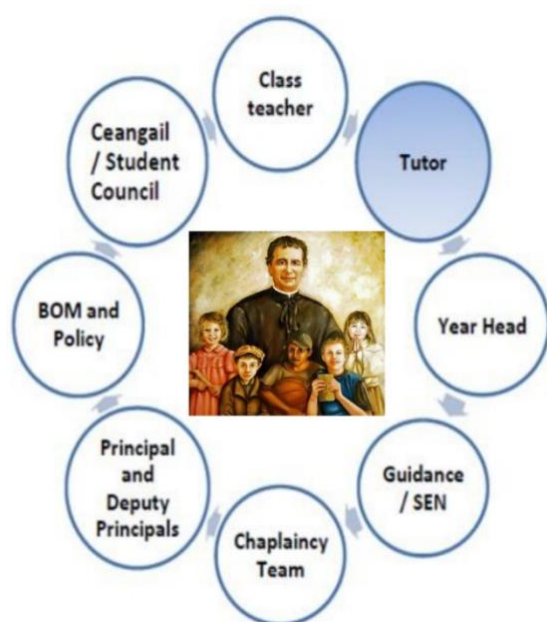 Class
teacher
Tutor
Year Head
Guidance
/ SEN
Chaplaincy
Team
Principal
and
Deputy
Principals
BOM and
Policy
Ceangail
/ Student
Council